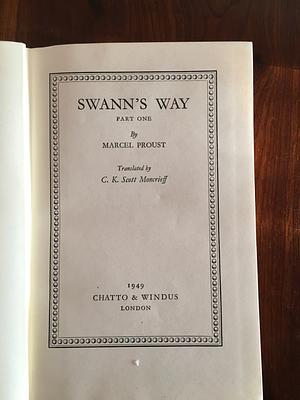 SWANN'S WAY
PART ONE
By
MARCEL PROUST
Translated by
C. K. Scott Moncrieff
1949
CHATTO & WINDUS
LONDON